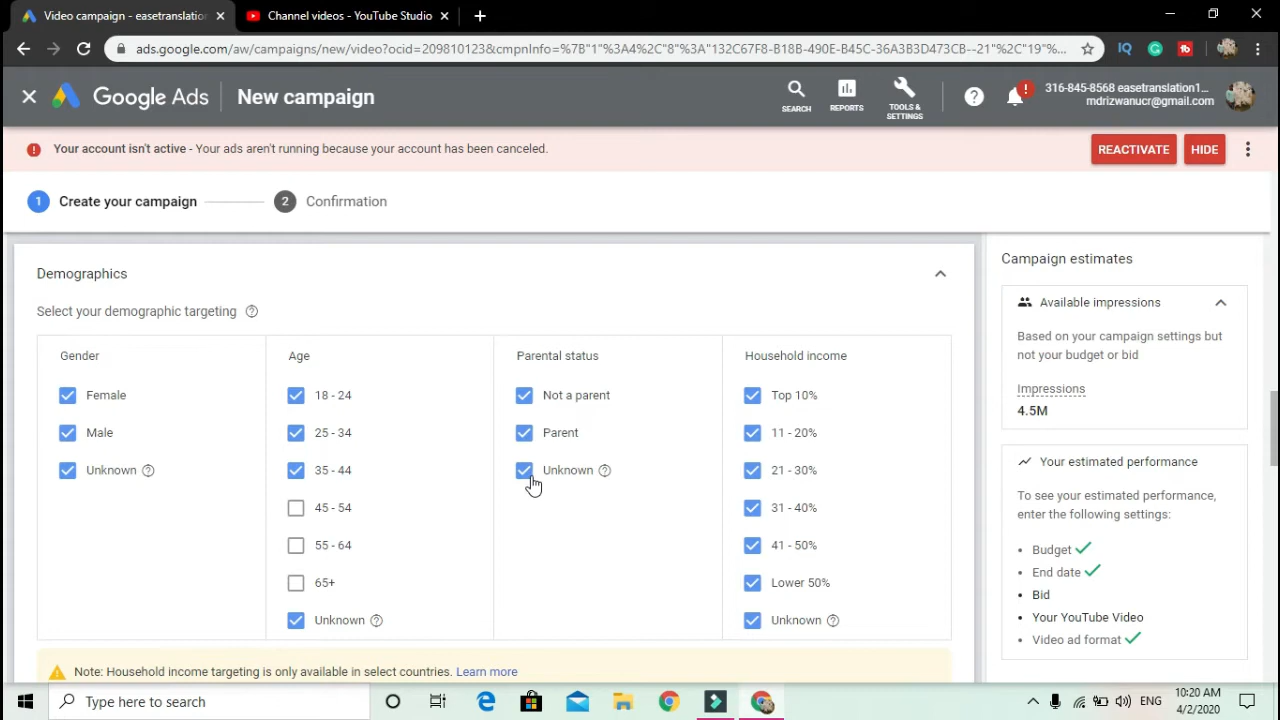 Video campaign - easetranslatio
Channel videos - YouTube Studio
ads.google.com/aw/campaigns/new/video?ocid=209810123&cmpnInfo=%7B"1"%3A4%2C"8"%3A"132C67F8-B18B-490E-B45C-36A3B3D473CB--21"%2C"19"%...
Google Ads
New campaign
SEARCH
REPORTS
TOOLS &
SETTINGS
316-845-8568 easetranslation1...
mdrizwanucr@gmail.com
Your account isn't active - Your ads aren't running because your account has been canceled.
REACTIVATE
HIDE
1 Create your campaign
2 Confirmation
Demographics
Select your demographic targeting
Gender
Female
Male
Unknown
Age
18 - 24
25 - 34
35 - 44
45 - 54
55 - 64
65+
Unknown
Parental status
Not a parent
Parent
Unknown
Household income
Top 10%
11 - 20%
21 - 30%
31 - 40%
41 - 50%
Lower 50%
Unknown
Note: Household income targeting is only available in select countries. Learn more
Campaign estimates
Available impressions
Based on your campaign settings but
not your budget or bid
Impressions
4.5M
Your estimated performance
To see your estimated performance,
enter the following settings:
• Budget
• End date
• Bid
• Your YouTube Video
• Video ad format
Type here to search
ENG
10:20 AM
4/2/2020